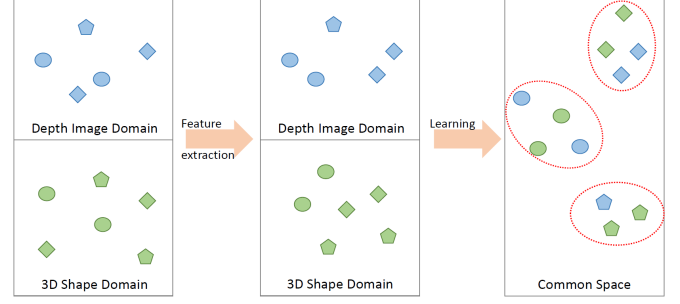 Depth Image Domain
3D Shape Domain
Feature
extraction
Depth Image Domain
3D Shape Domain
Learning
Common Space